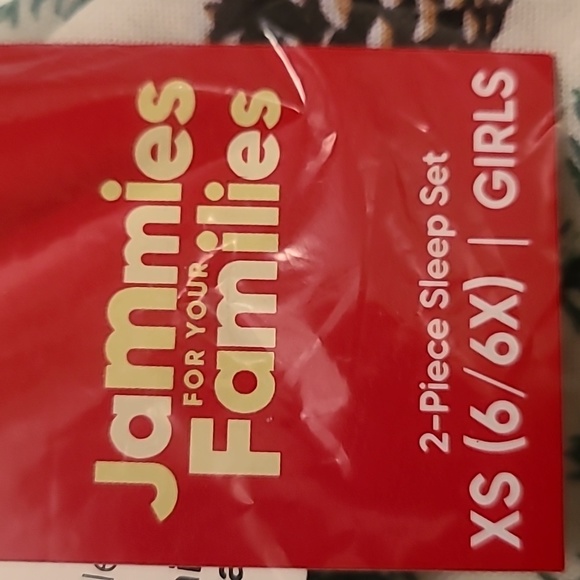 Jammies
FOR YOUR
Families
2-Piece Sleep Set
XS (6/6X) | GIRLS